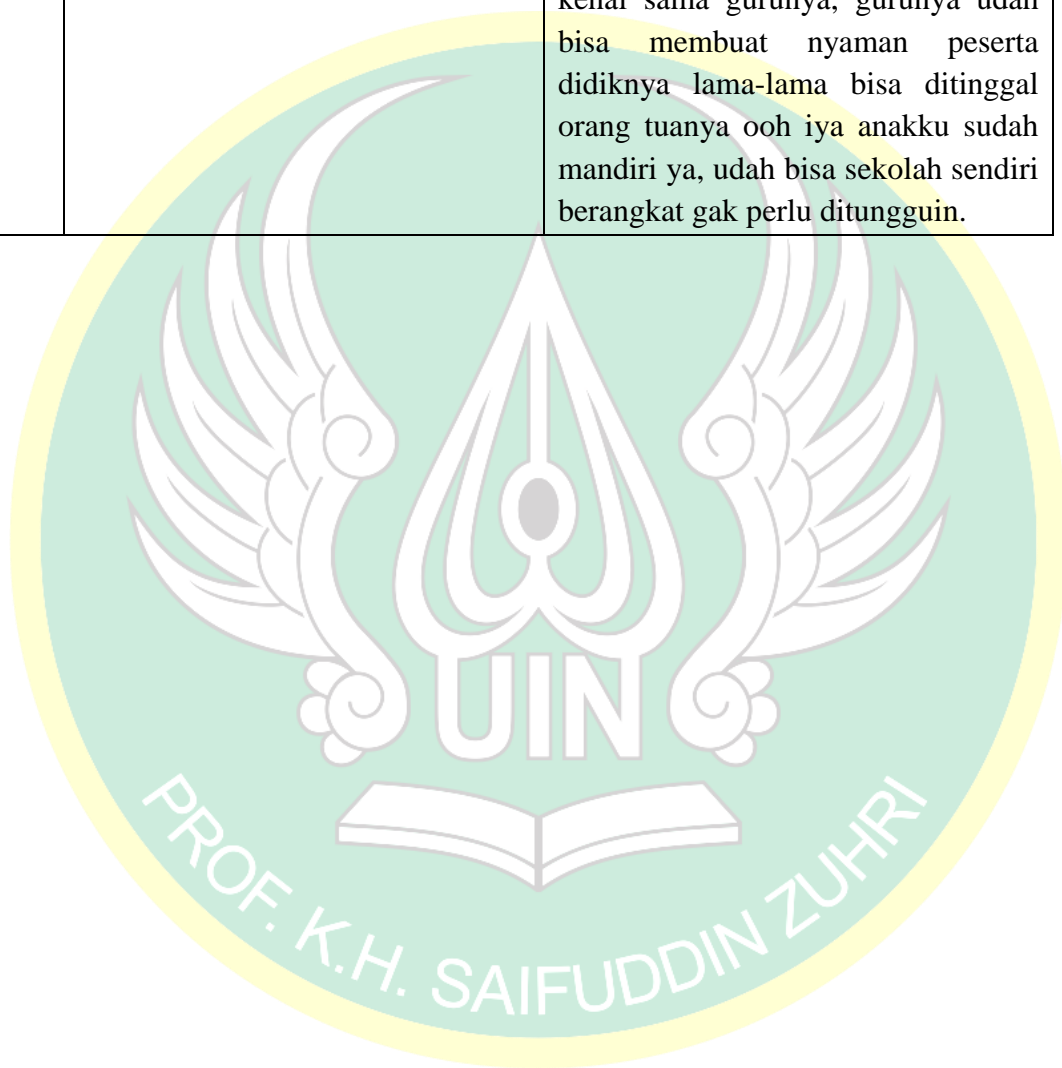 kenal sama gurunya, gurunya udah
bisa membuat nyaman peserta
didiknya lama-lama bisa ditinggal
orang tuanya ooh iya anakku sudah
mandiri ya, udah bisa sekolah sendiri
berangkat gak perlu ditungguin.
UIN
PROF. K.H. SAIFUDDIN ZUHRI